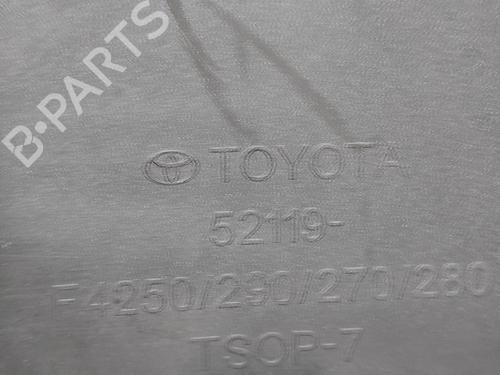 B-PARTS
TOYOTA
52119-
F4250/290/270/280
TSOP-7